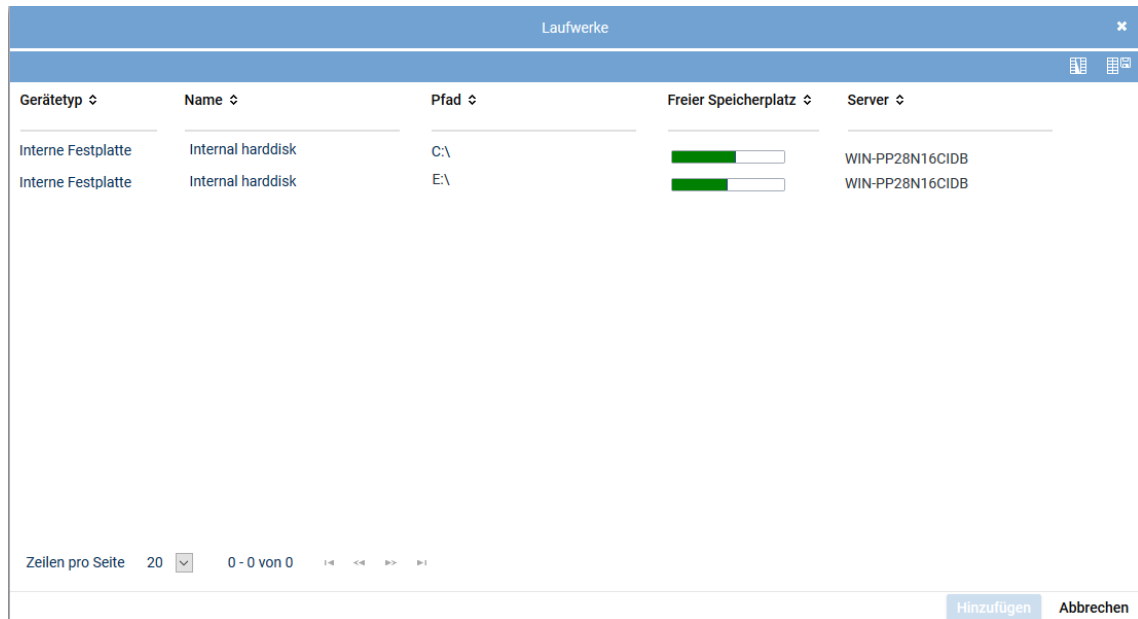 Laufwerke
Gerätetyp Name Pfad Freier Speicherplatz Server
Interne Festplatte Internal harddisk C:\ WIN-PP28N16CIDB
Interne Festplatte Internal harddisk E:\ WIN-PP28N16CIDB
Zeilen pro Seite 20 0 - 0 von 0
Hinzufügen Abbrechen